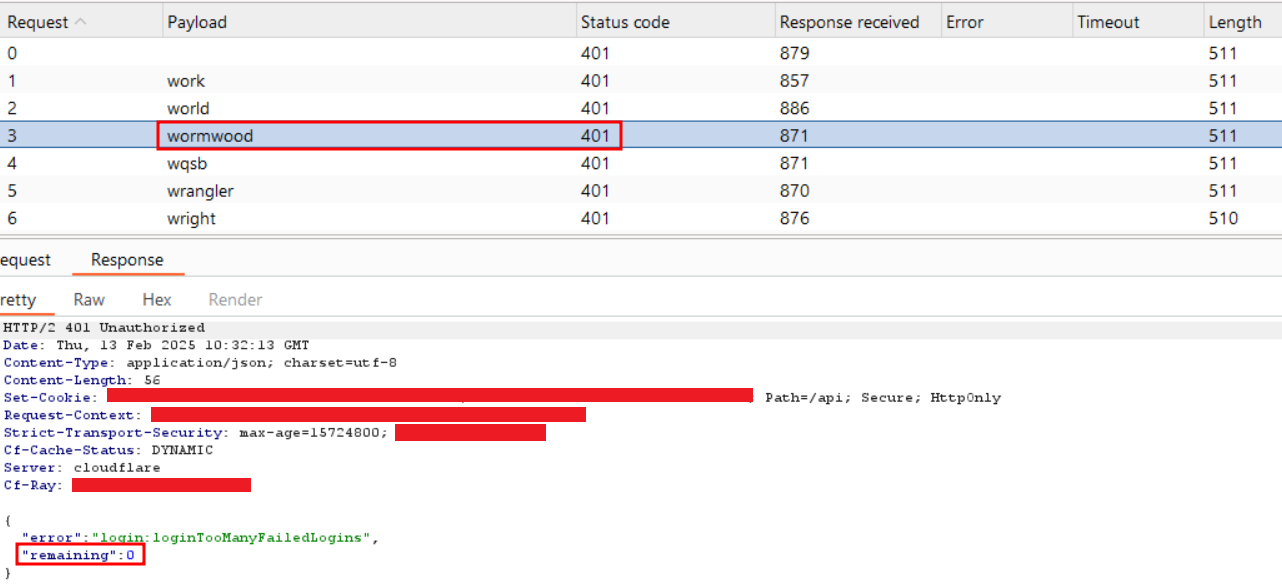 Request Payload Status code Response received Error Timeout Length
0 401 879 511
1 work 401 857 511
2 world 401 886 511
3 wormwood 401 871 511
4 wqsb 401 871 511
5 wrangler 401 870 511
6 wright 401 876 510
equest Response
retty Raw Hex Render
HTTP/2 401 Unauthorized
Date: Thu, 13 Feb 2025 10:32:13 GMT
Content-Type: application/json; charset=utf-8
Content-Length: 56
Set-Cookie: ; Path=/api; Secure; HttpOnly
Request-Context:
Strict-Transport-Security: max-age=15724800;
Cf-Cache-Status: DYNAMIC
Server: cloudflare
Cf-Ray:
{
"error":"login:loginTooManyFailedLogins",
"remaining":0
}